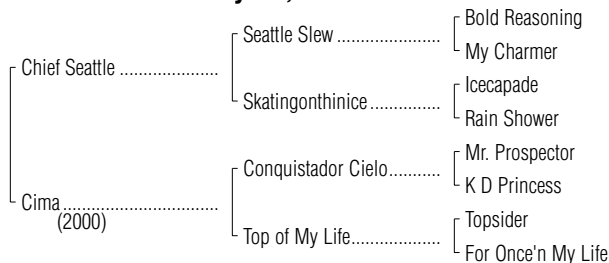 Bold Reasoning
Seattle Slew ....................
My Charmer
Chief Seattle ...................
Icecapade
Skatingonthinice..............
Rain Shower
Mr. Prospector
Conquistador Cielo..........
K D Princess
Cima..............................
(2000)
Topsider
Top of My Life.................
For Once'n My Life